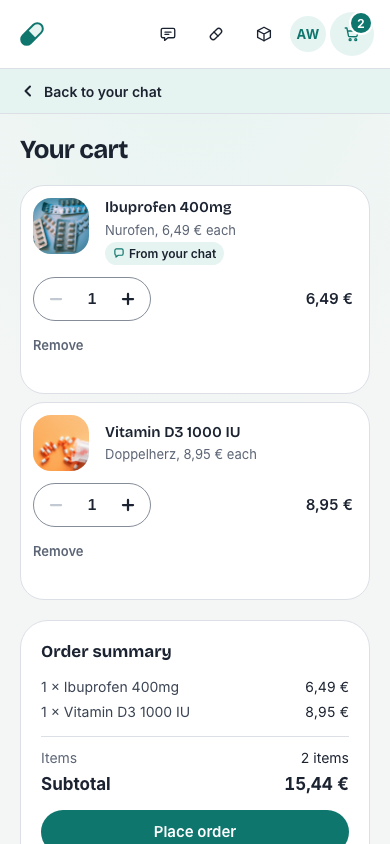 AW
2
Back to your chat
Your cart
Ibuprofen 400mg
Nurofen, 6,49 € each
From your chat
1
6,49 €
Remove
Vitamin D3 1000 IU
Doppelherz, 8,95 € each
1
8,95 €
Remove
Order summary
1 × Ibuprofen 400mg 6,49 €
1 × Vitamin D3 1000 IU 8,95 €
Items 2 items
Subtotal 15,44 €
Place order